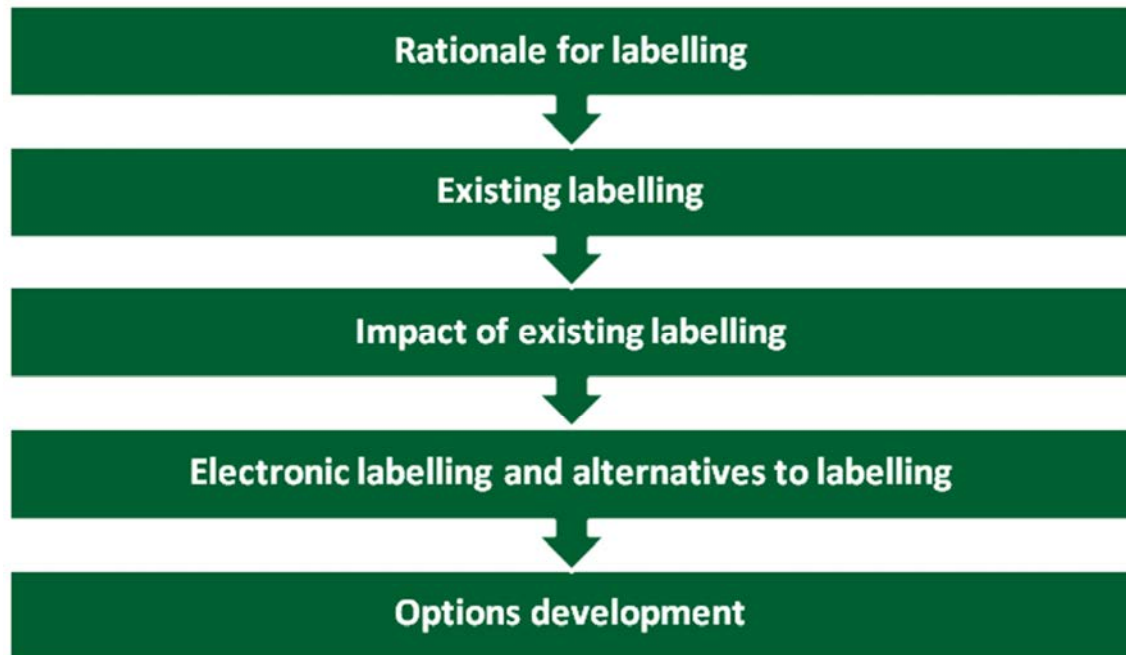 Rationale for labelling
Existing labelling
Impact of existing labelling
Electronic labelling and alternatives to labelling
Options development